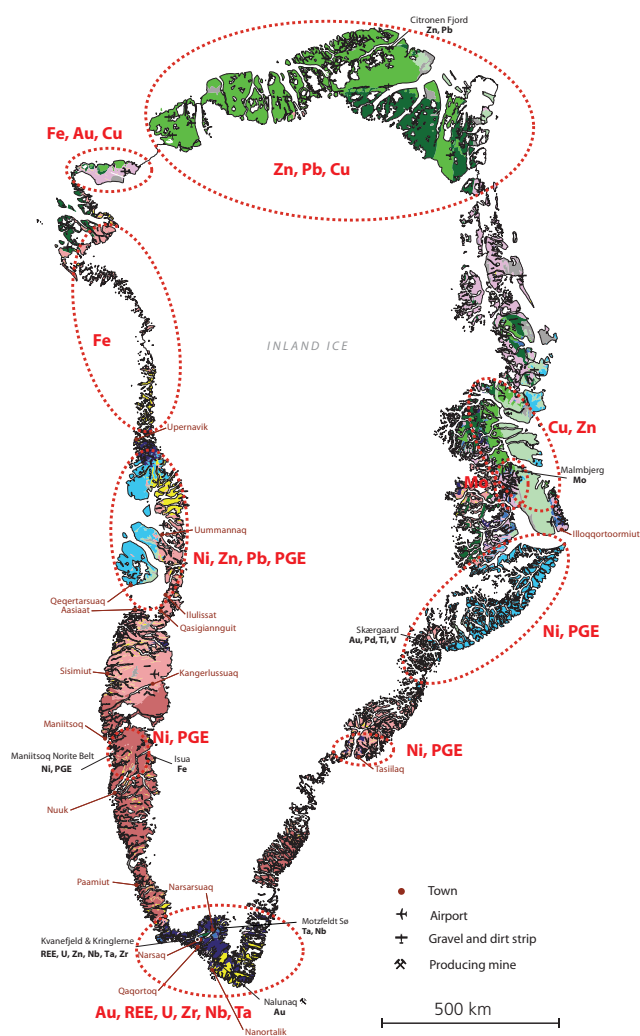 Citronen Fjord
Zn, Pb
Fe, Au, Cu
Zn, Pb, Cu
Fe
INLAND ICE
Upernavik
Cu, Zn
Malmbjerg
Mo
Mo
Illoqqortoormiut
Uummannaq
Ni, Zn, Pb, PGE
Qeqertarsuaq
Aasiaat
Ilulissat
Qasigiannguit
Ni, PGE
Skærgaard
Au, Pd, Ti, V
Sisimiut
Kangerlussuaq
Maniitsoq
Ni, PGE
Maniitsoq Norite Belt
Ni, PGE
Isua
Fe
Ni, PGE
Tasiilaq
Nuuk
Paamiut
Narsarsuaq
Motzfeldt Sø
Ta, Nb
Kvanefjeld & Kringlerne
REE, U, Zn, Nb, Ta, Zr
Narsaq
Qaqortoq
Nalunaq
Au
Au, REE, U, Zr, Nb, Ta
Nanortalik
Town
Airport
Gravel and dirt strip
Producing mine
500 km